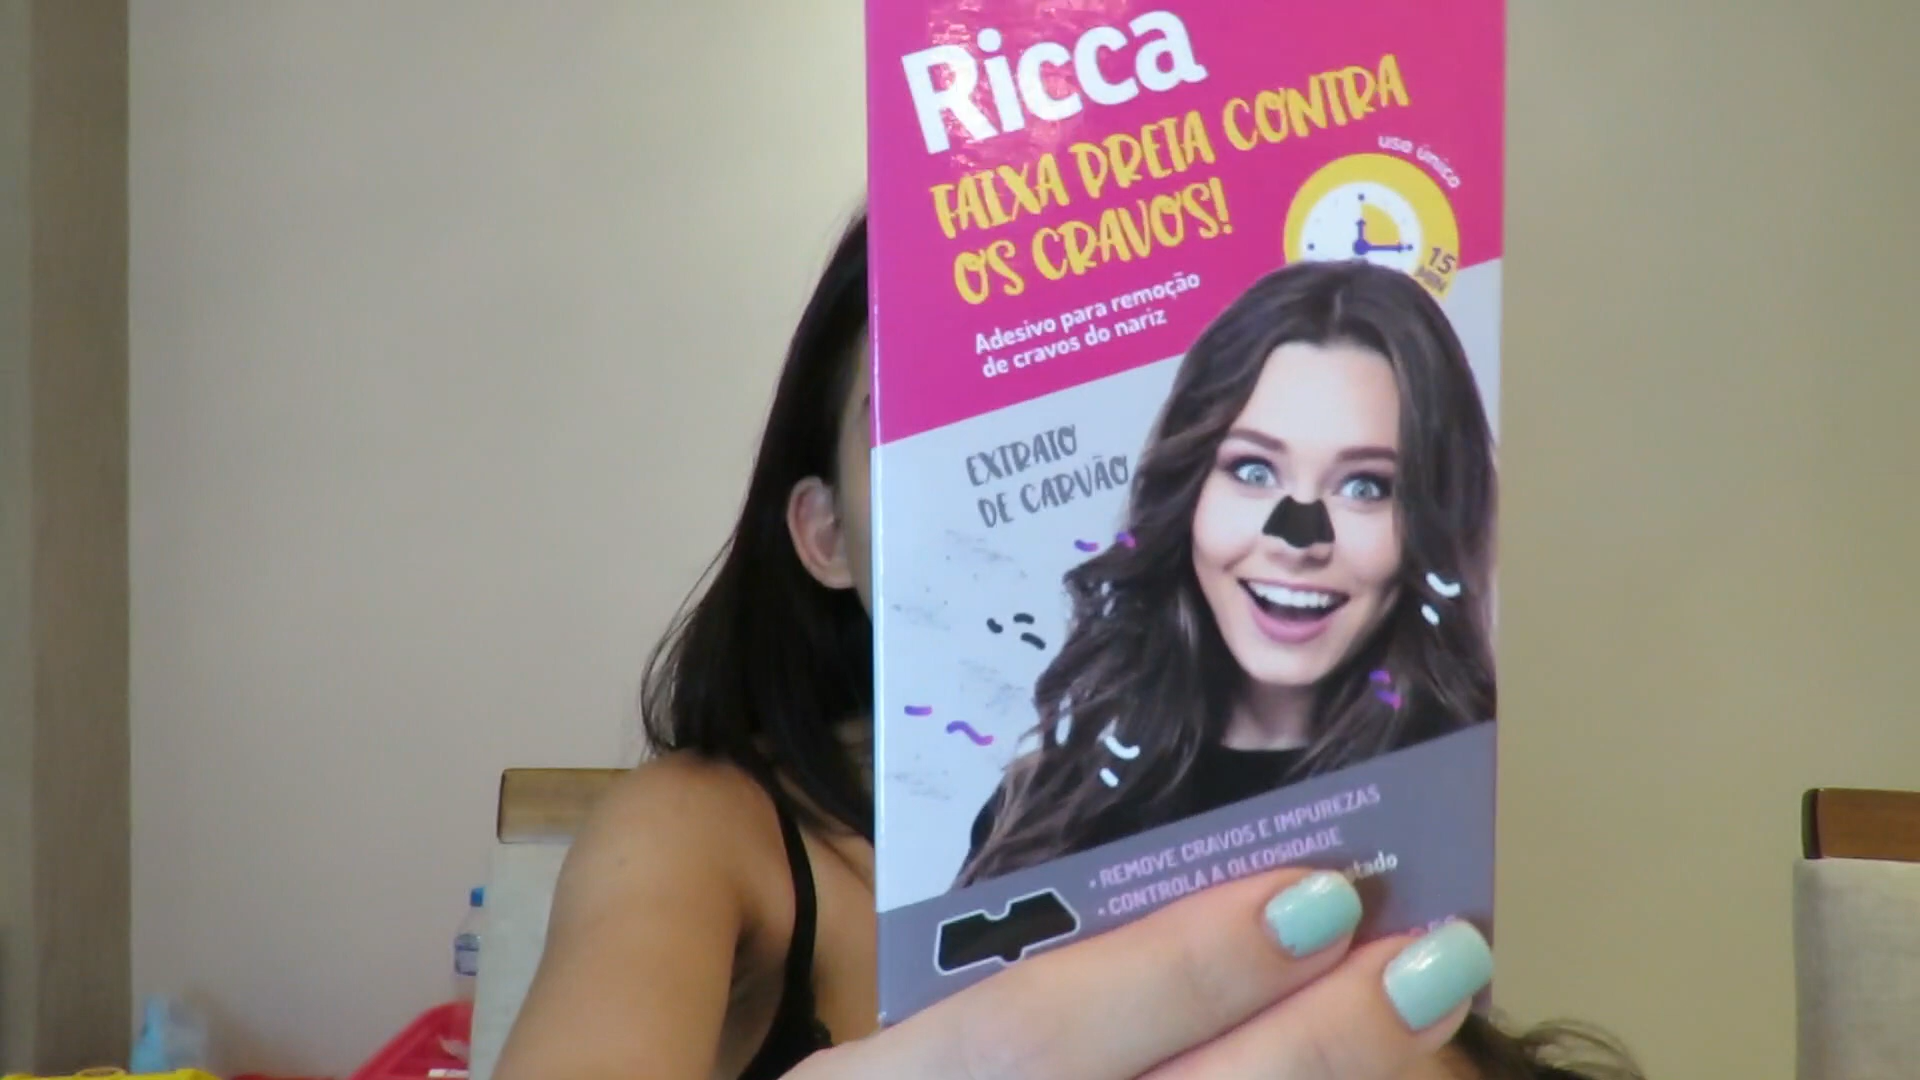 Ricca
FAIXA PRETA CONTRA
OS CRAVOS!
uso único
15
MIN
Adesivo para remoção
de cravos do nariz
EXTRATO
DE CARVÃO
• REMOVE CRAVOS E IMPUREZAS
• CONTROLA A OLEOSIDADE